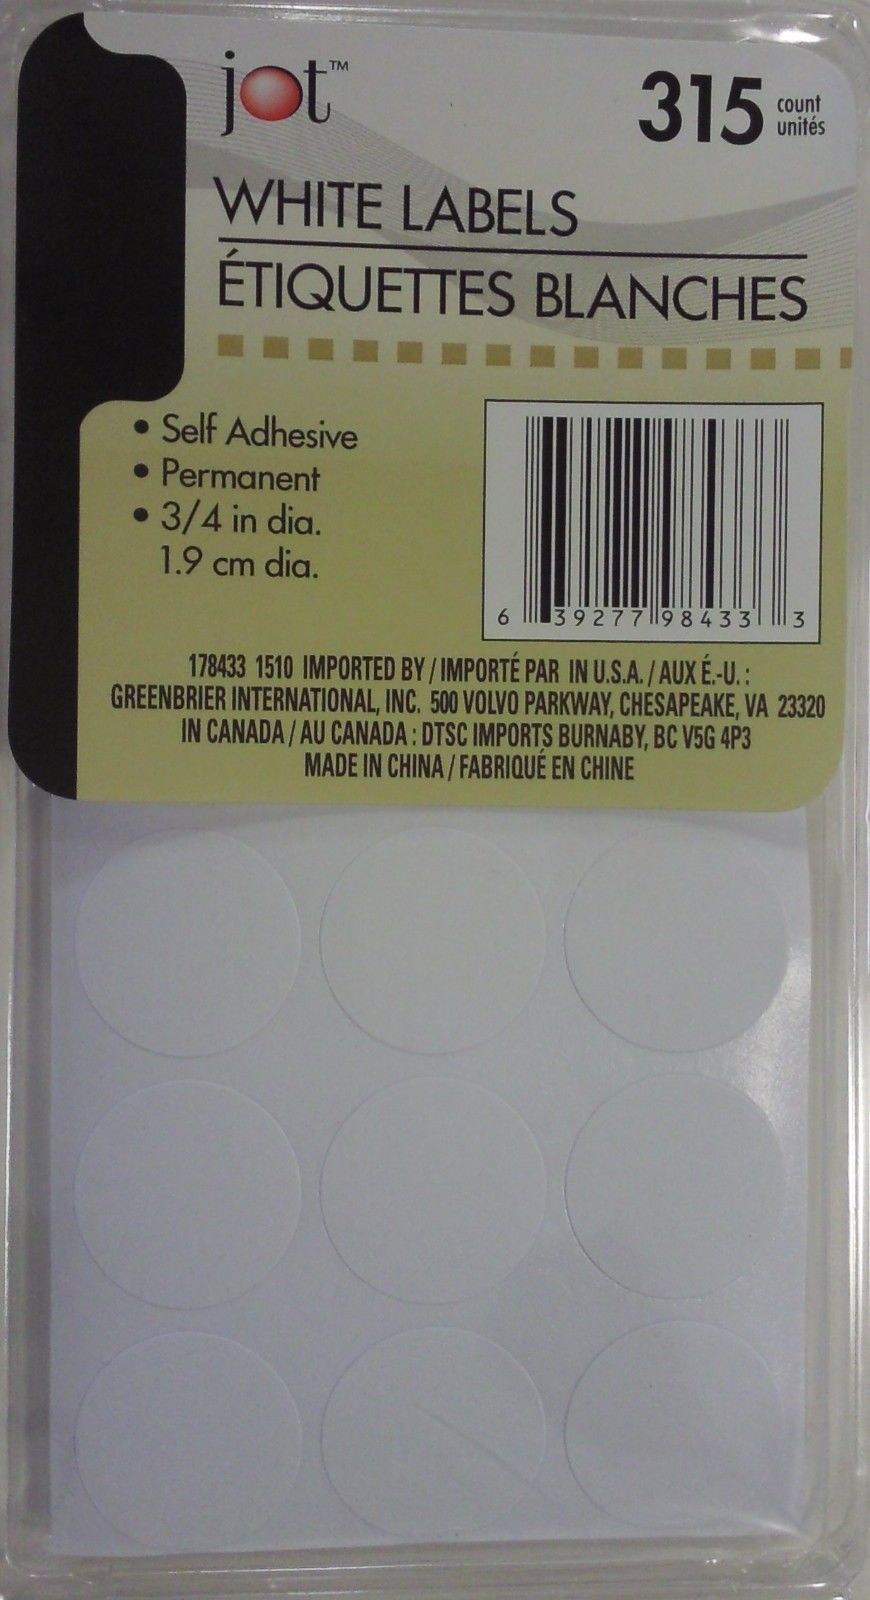 jot™
315 count
unités
WHITE LABELS
ÉTIQUETTES BLANCHES
• Self Adhesive
• Permanent
• 3/4 in dia.
1.9 cm dia.
6 39277 98433 3
178433 1510 IMPORTED BY / IMPORTÉ PAR IN U.S.A. / AUX É.-U. :
GREENBRIER INTERNATIONAL, INC. 500 VOLVO PARKWAY, CHESAPEAKE, VA 23320
IN CANADA / AU CANADA : DTSC IMPORTS BURNABY, BC V5G 4P3
MADE IN CHINA / FABRIQUÉ EN CHINE